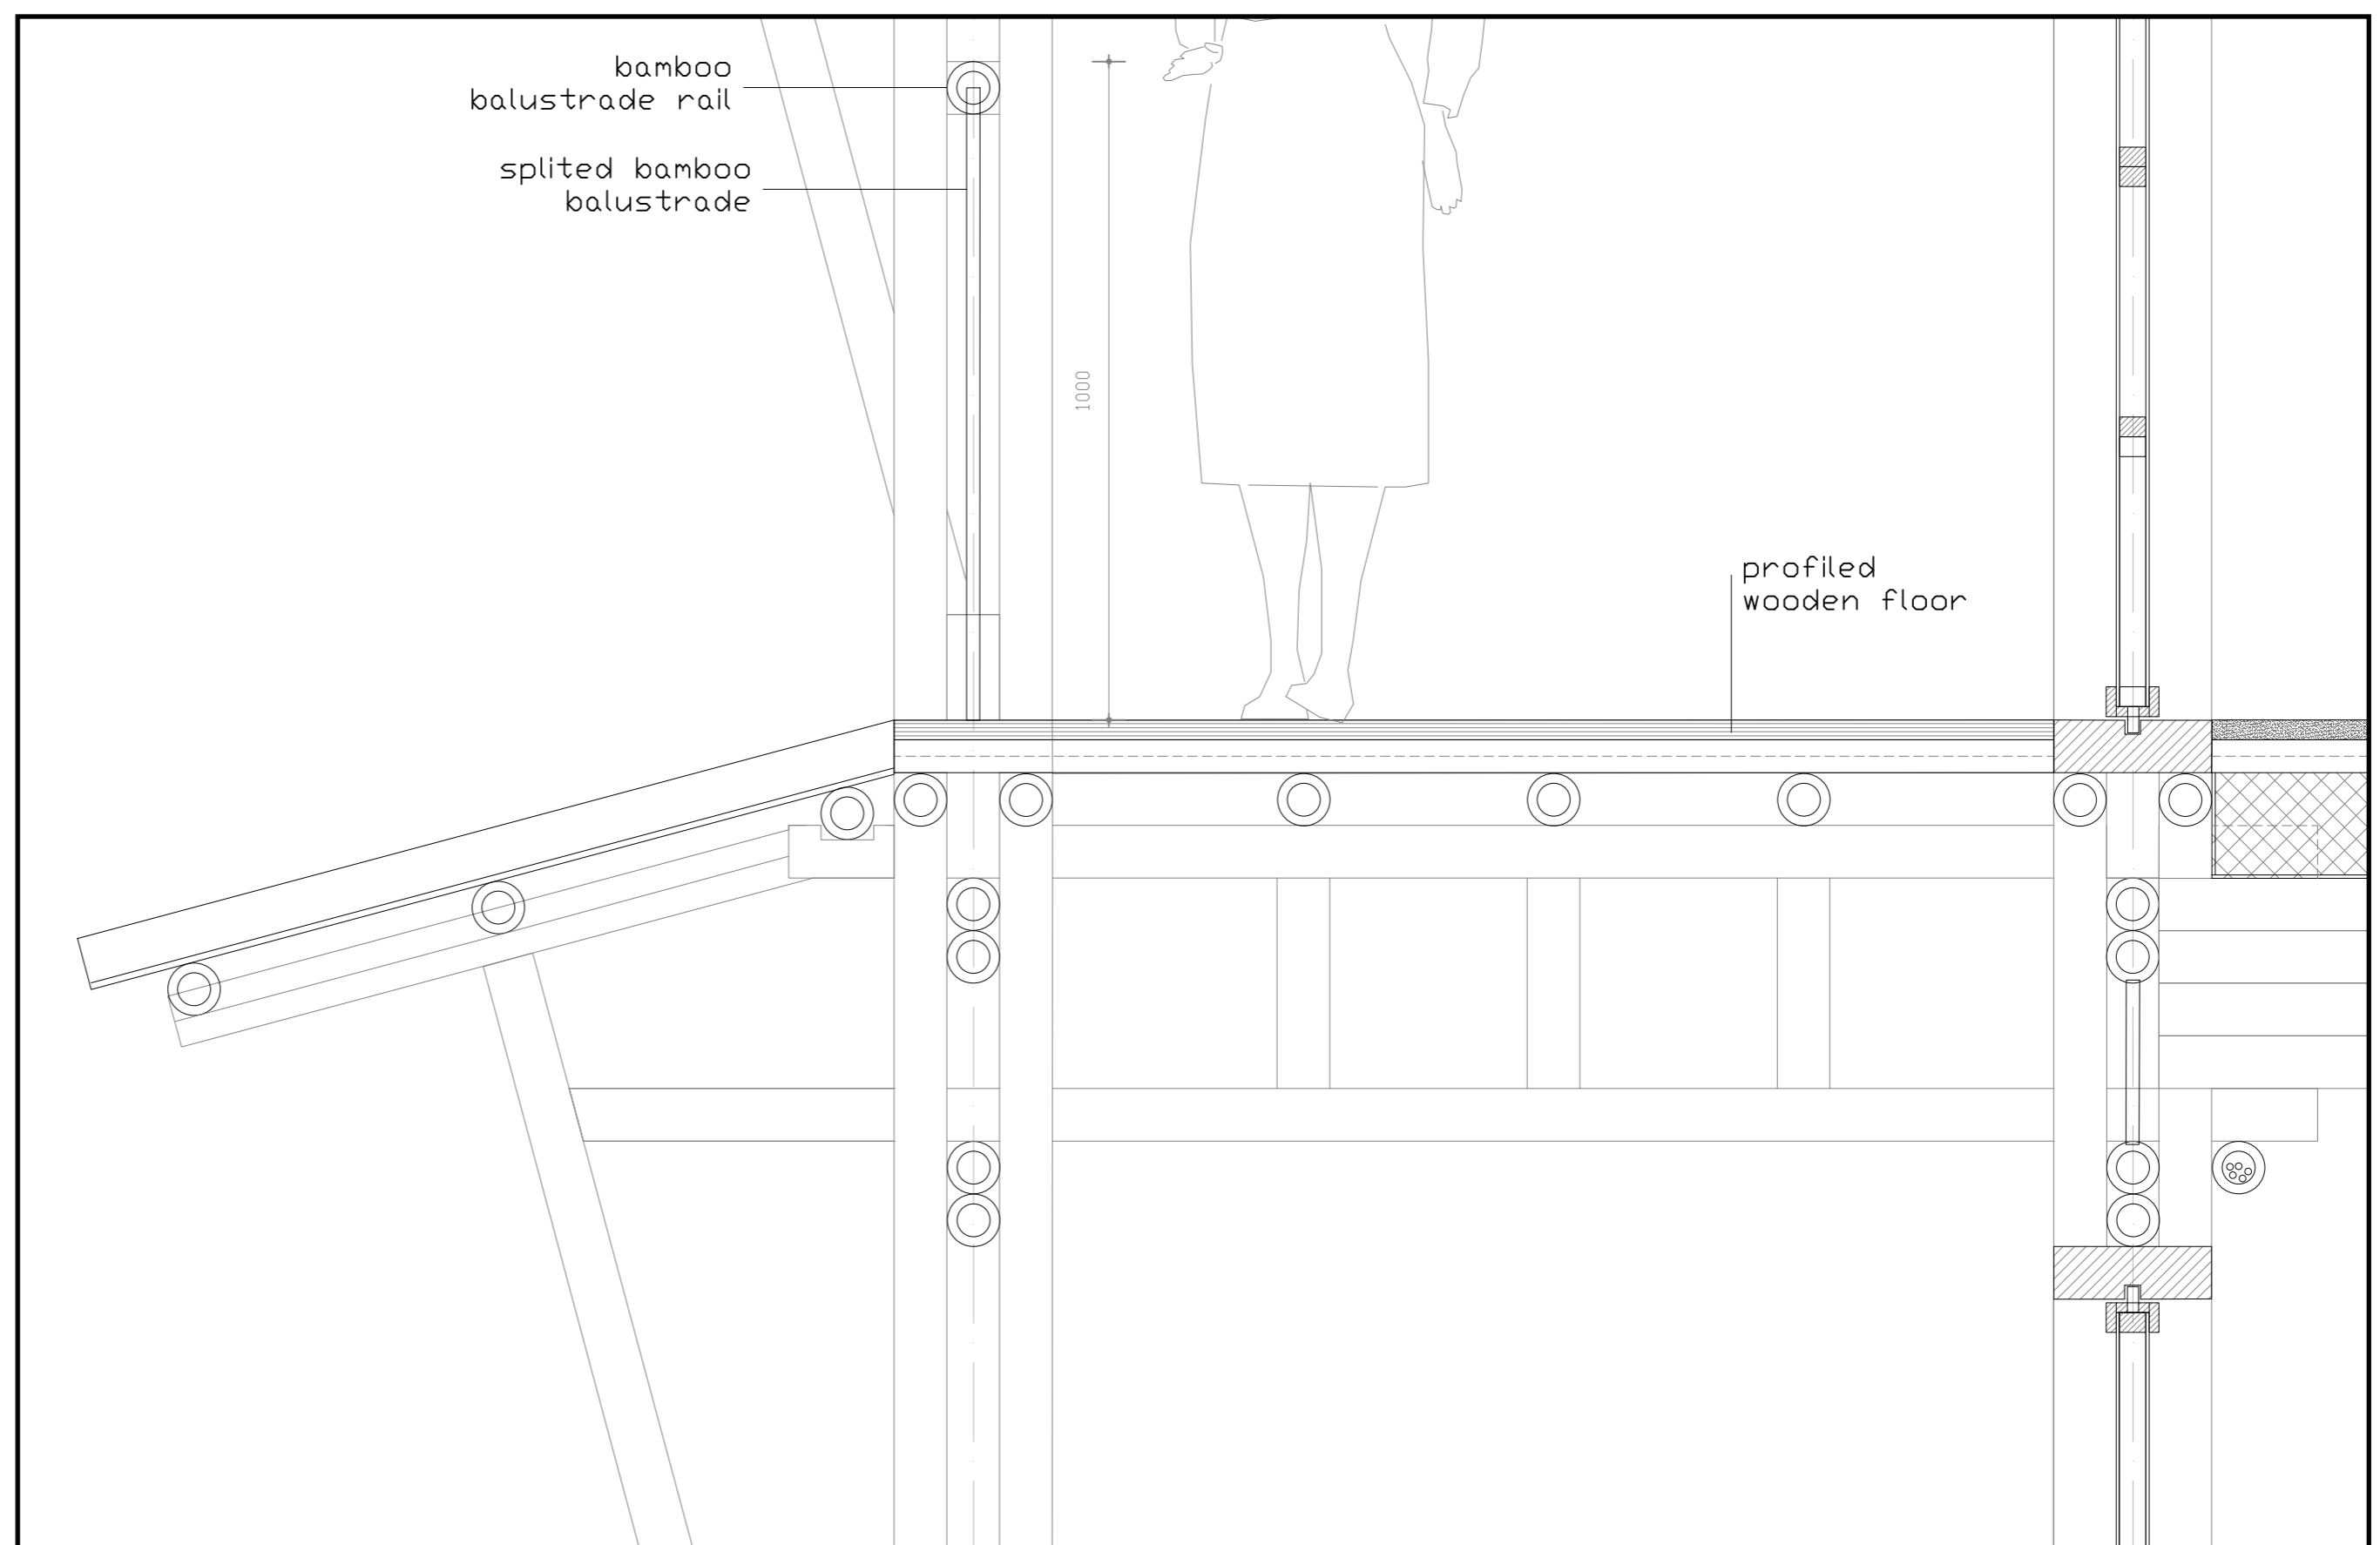 bamboo
balustrade rail
splited bamboo
balustrade
1000
profiled
wooden floor